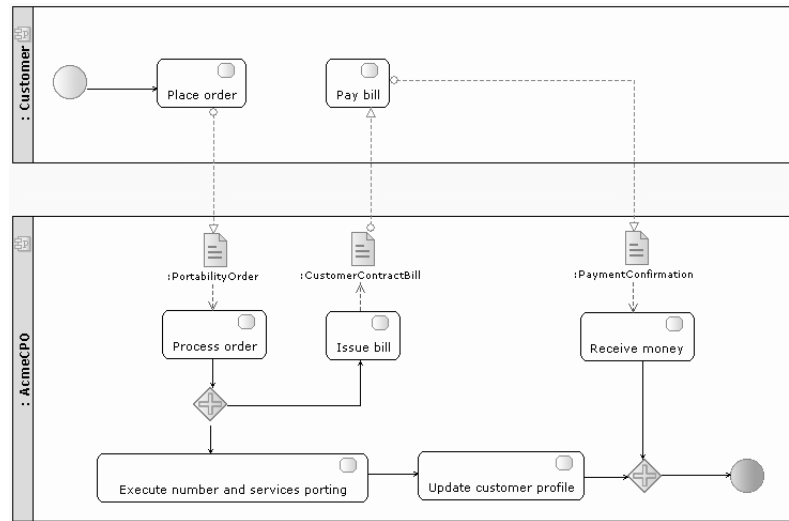 : Customer
Place order
Pay bill
: AcmeCPO
:PortabilityOrder
:CustomerContractBill
:PaymentConfirmation
Process order
Issue bill
Receive money
Execute number and services porting
Update customer profile